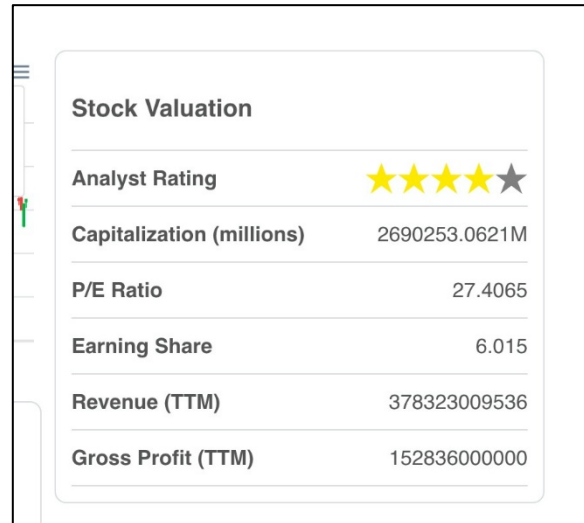 Stock Valuation
Analyst Rating
Capitalization (millions) 2690253.0621M
P/E Ratio 27.4065
Earning Share 6.015
Revenue (TTM) 378323009536
Gross Profit (TTM) 152836000000